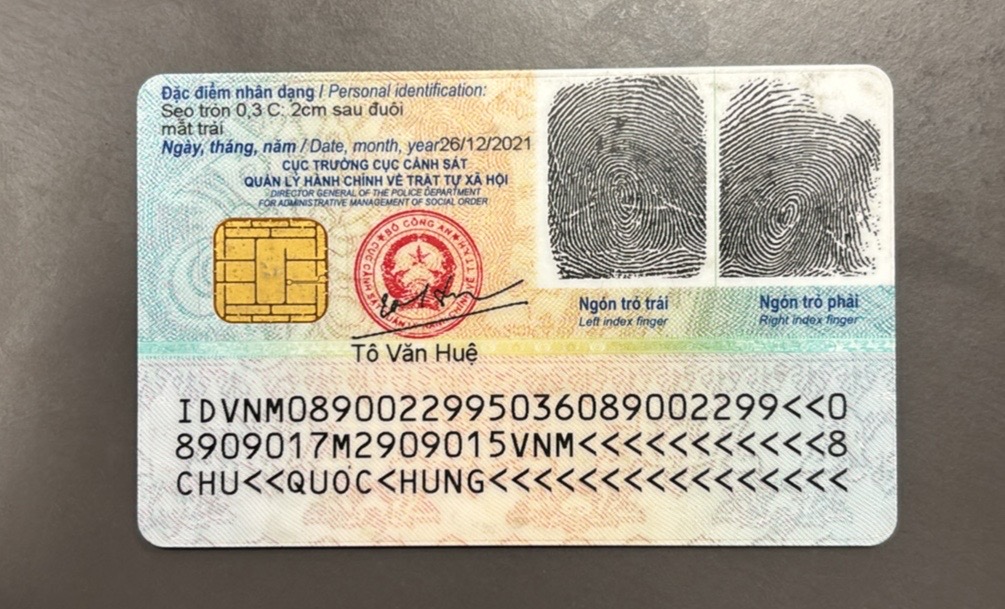 Đặc điểm nhân dạng / Personal identification:
Sẹo tròn 0,3 C: 2cm sau đuôi
mắt trái
Ngày, tháng, năm / Date, month, year26/12/2021
CỤC TRƯỞNG CỤC CẢNH SÁT
QUẢN LÝ HÀNH CHÍNH VỀ TRẬT TỰ XÃ HỘI
DIRECTOR GENERAL OF THE POLICE DEPARTMENT
FOR ADMINISTRATIVE MANAGEMENT OF SOCIAL ORDER
BỘ CÔNG AN
Tô Văn Huệ
Ngón trỏ trái
Left index finger
Ngón trỏ phải
Right index finger
IDVNM0890022995036089002299<<0
8909017M2909015VNM<<<<<<<<<<<8
CHU<<QUOC<HUNG<<<<<<<<<<<<<<<<